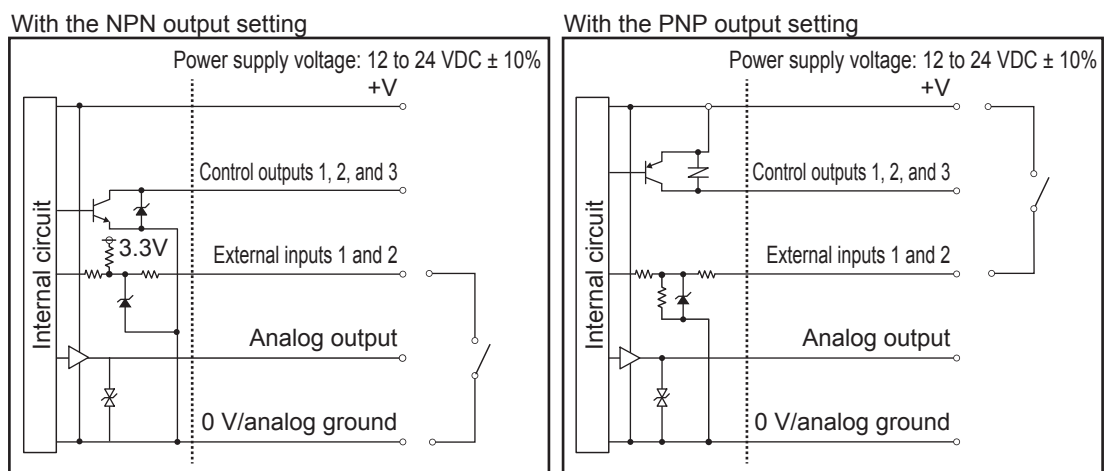 With the NPN output setting
Power supply voltage: 12 to 24 VDC ± 10%
+V
Control outputs 1, 2, and 3
3.3V
External inputs 1 and 2
Internal circuit
Analog output
0 V/analog ground
With the PNP output setting
Power supply voltage: 12 to 24 VDC ± 10%
+V
Control outputs 1, 2, and 3
External inputs 1 and 2
Internal circuit
Analog output
0 V/analog ground